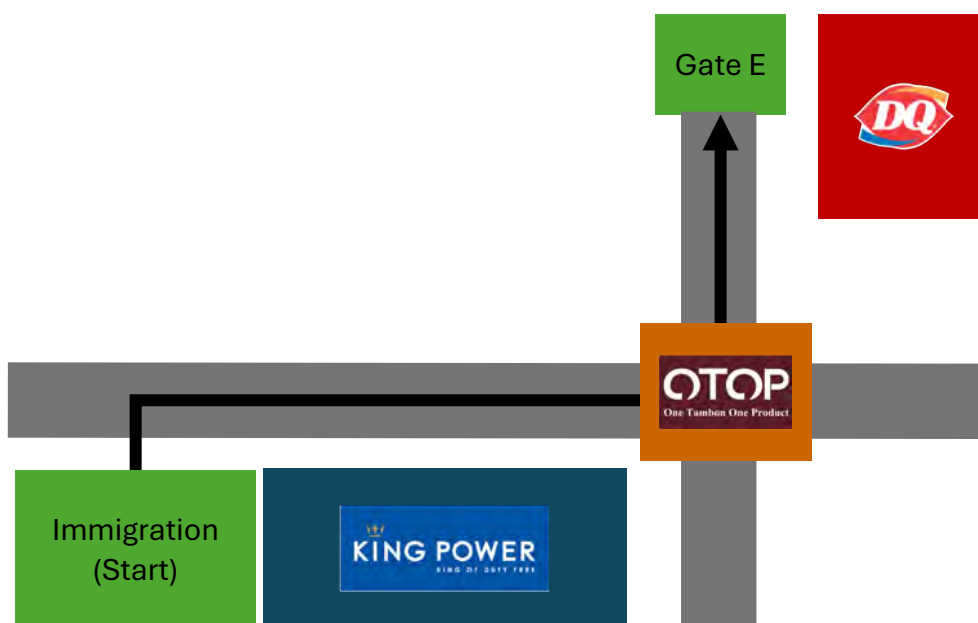 Gate E
DQ
OTOP
One Tambon One Product
Immigration
(Start)
KING POWER
KING OF DUTY FREE